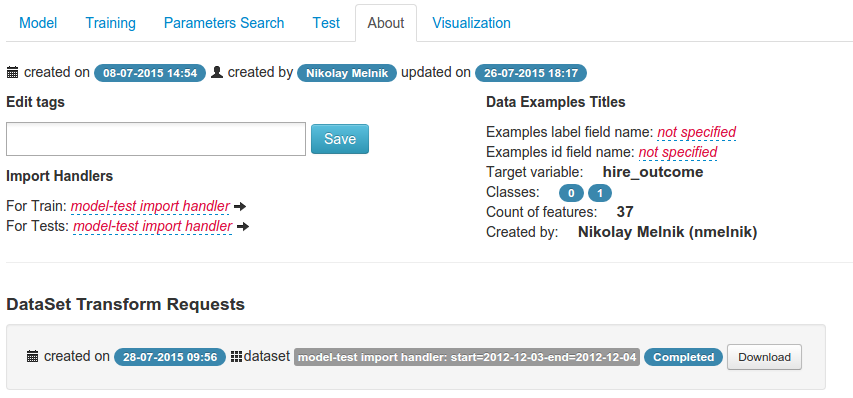 Model Training Parameters Search Test About Visualization
created on 08-07-2015 14:54 created by Nikolay Melnik updated on 26-07-2015 18:17
Edit tags
Save
Import Handlers
For Train: model-test import handler
For Tests: model-test import handler
Data Examples Titles
Examples label field name: not specified
Examples id field name: not specified
Target variable: hire_outcome
Classes: 0 1
Count of features: 37
Created by: Nikolay Melnik (nmelnik)
DataSet Transform Requests
created on 28-07-2015 09:56 dataset model-test import handler: start=2012-12-03-end=2012-12-04 Completed Download